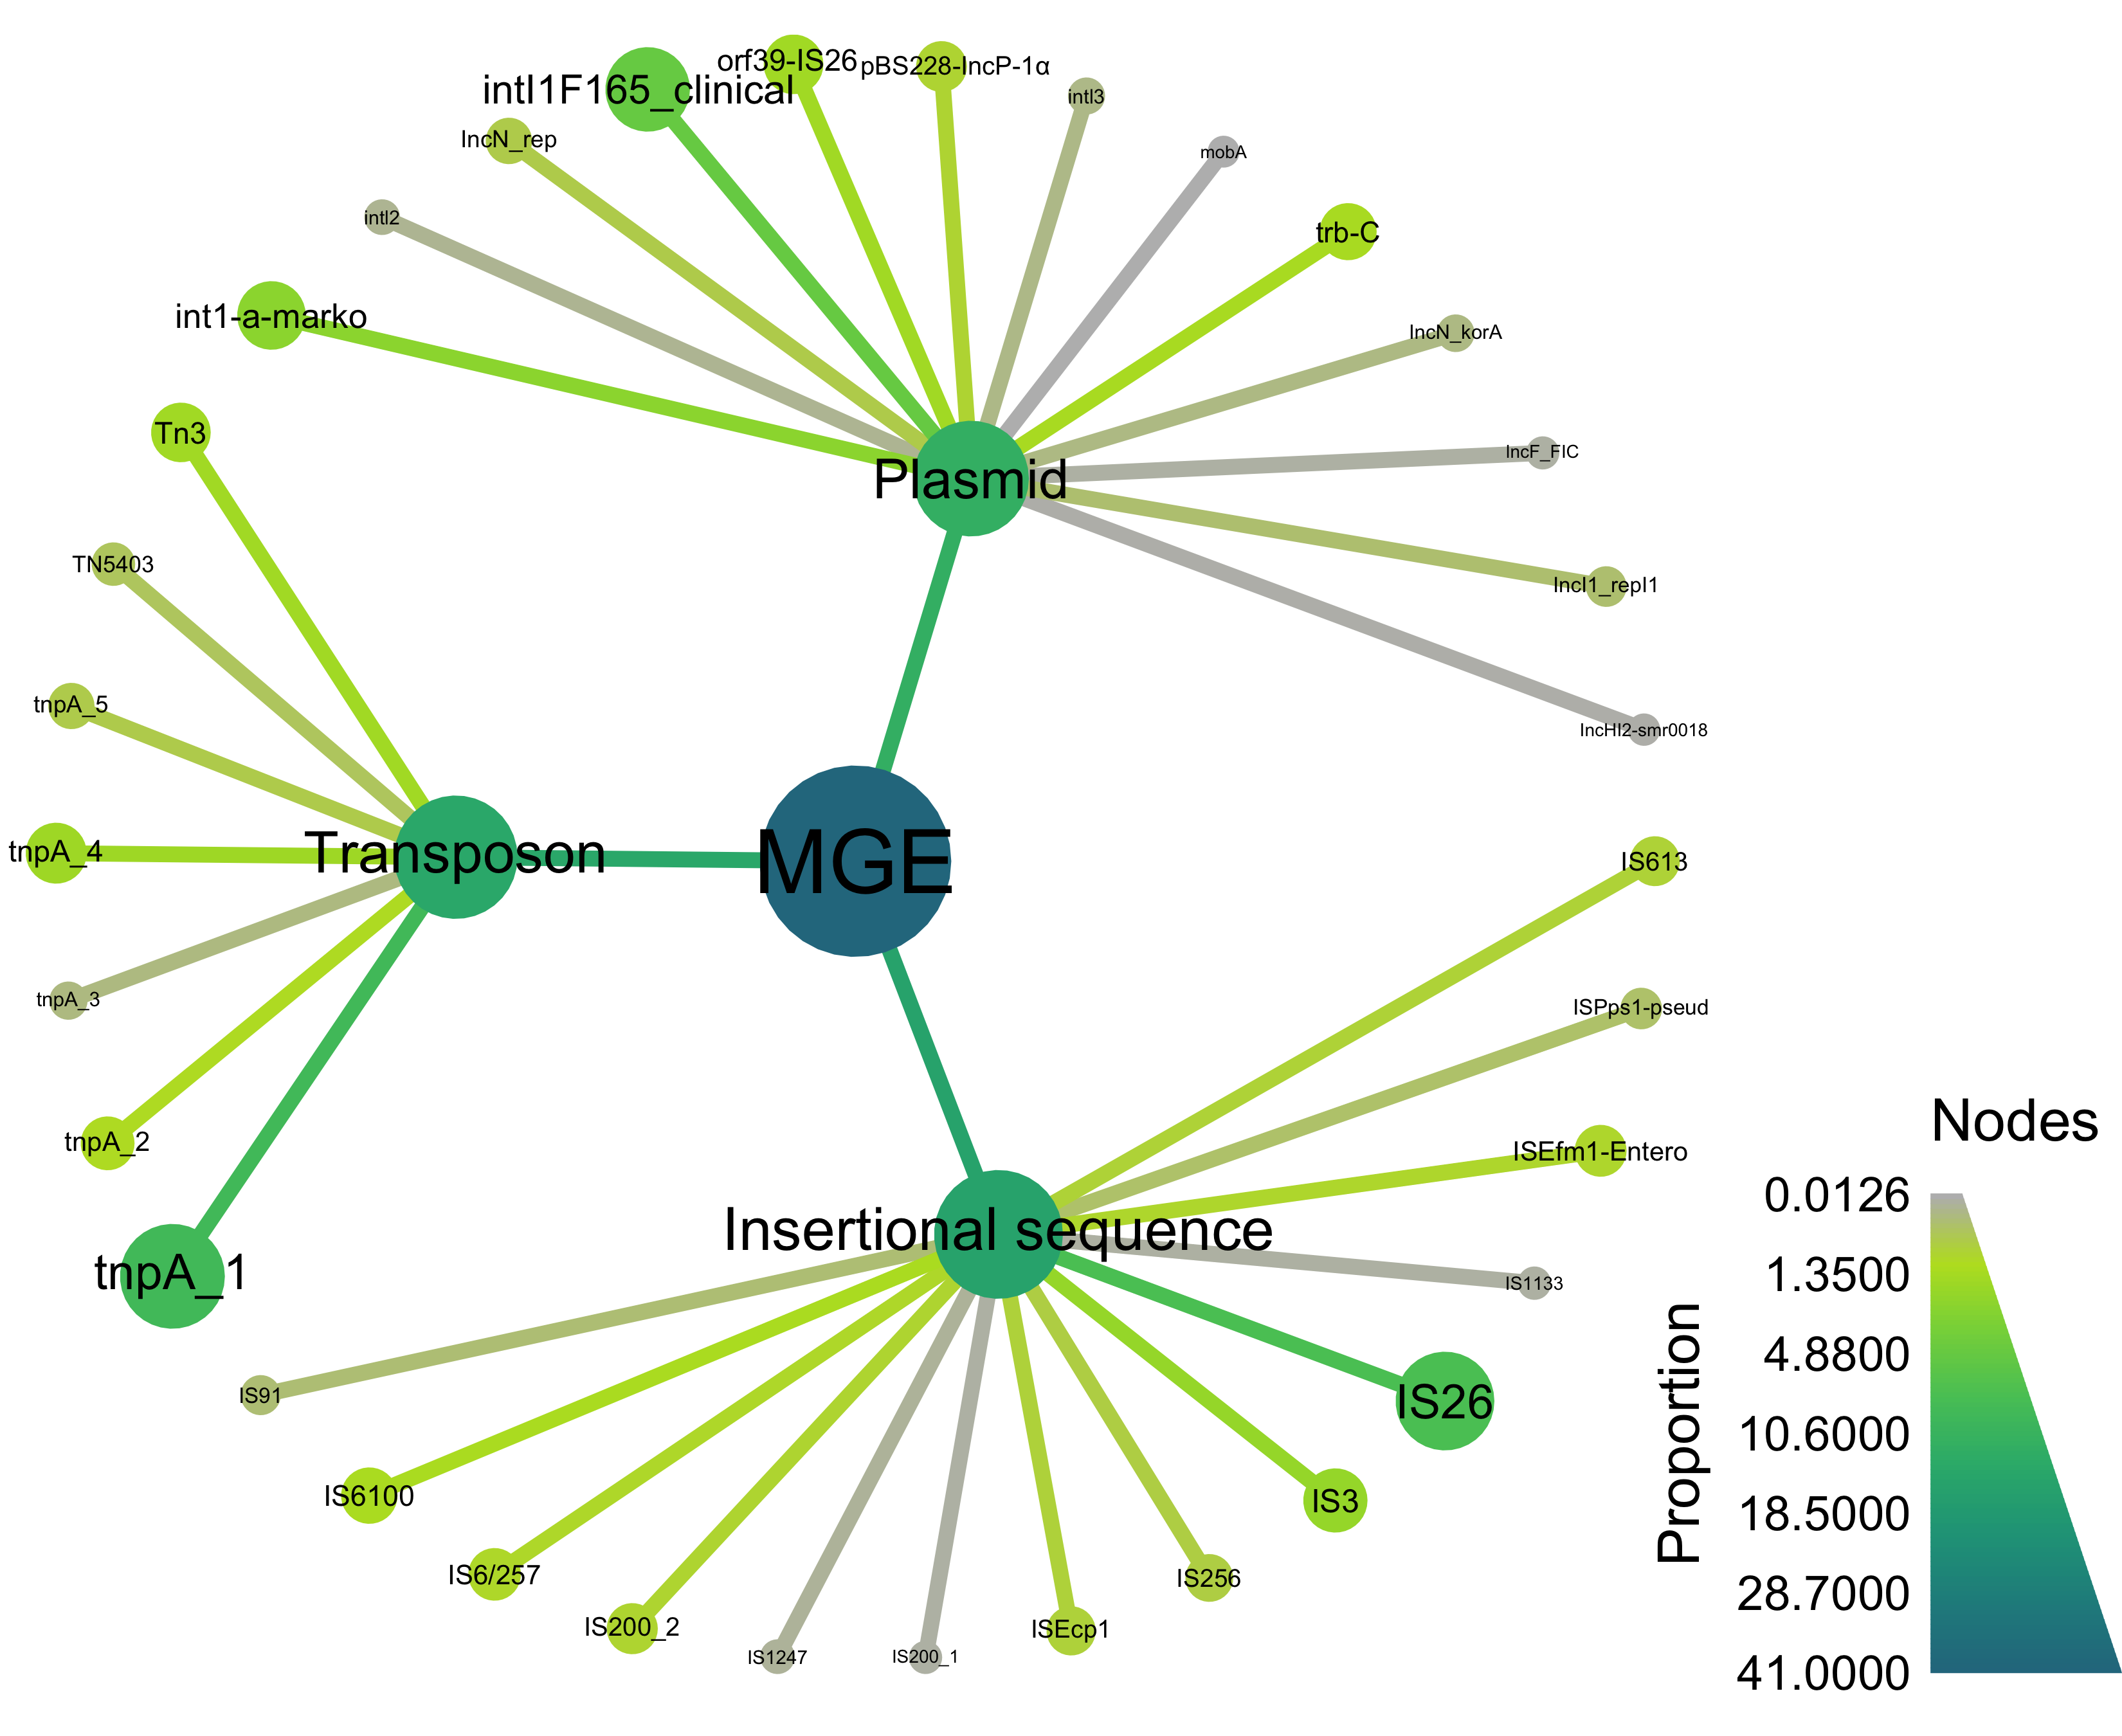 orf39-IS26
pBS228-IncP-1α
intI1F165_clinical
intI3
IncN_rep
mobA
intI2
trb-C
int1-a-marko
IncN_korA
Tn3
IncF_FIC
Plasmid
TN5403
IncI1_repI1
tnpA_5
IncHI2-smr0018
tnpA_4
Transposon
MGE
IS613
tnpA_3
ISPps1-pseud
tnpA_2
ISEfm1-Entero
Insertional sequence
tnpA_1
IS1133
IS91
IS26
IS6100
IS3
IS6/257
IS256
IS200_2
ISEcp1
IS1247
IS200_1
Nodes
Proportion
0.0126
1.3500
4.8800
10.6000
18.5000
28.7000
41.0000